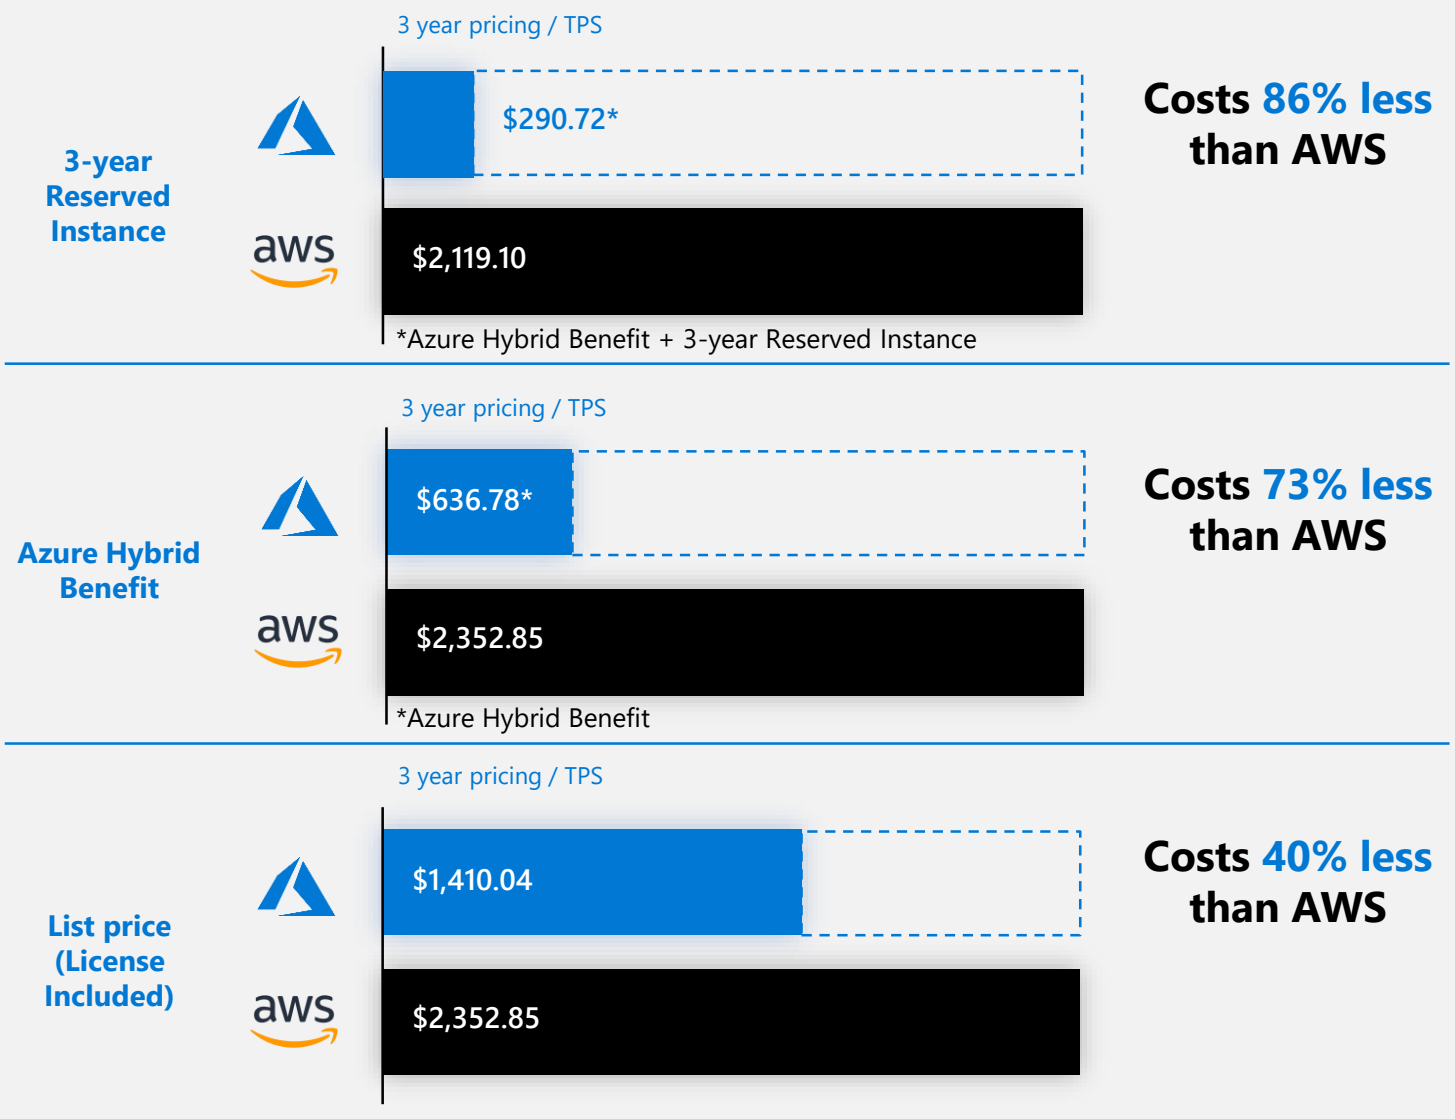 3 year pricing / TPS
$290.72*
Costs 86% less
than AWS
3-year
Reserved
Instance
aws
$2,119.10
*Azure Hybrid Benefit + 3-year Reserved Instance
3 year pricing / TPS
$636.78*
Costs 73% less
than AWS
Azure Hybrid
Benefit
aws
$2,352.85
*Azure Hybrid Benefit
3 year pricing / TPS
$1,410.04
Costs 40% less
than AWS
List price
(License
Included)
aws
$2,352.85